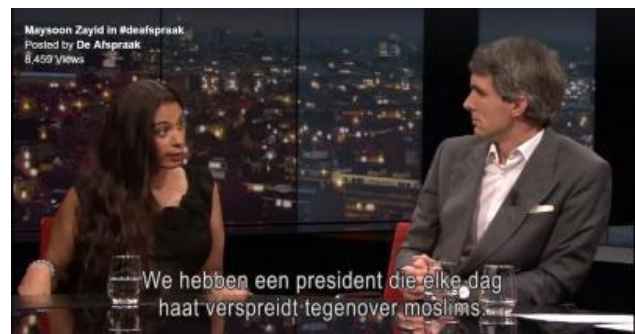 Maysoon Zayid in #deafspraak
Posted by De Afspraak
8,459 Views
We hebben een president die elke dag
haat verspreidt tegenover moslims.